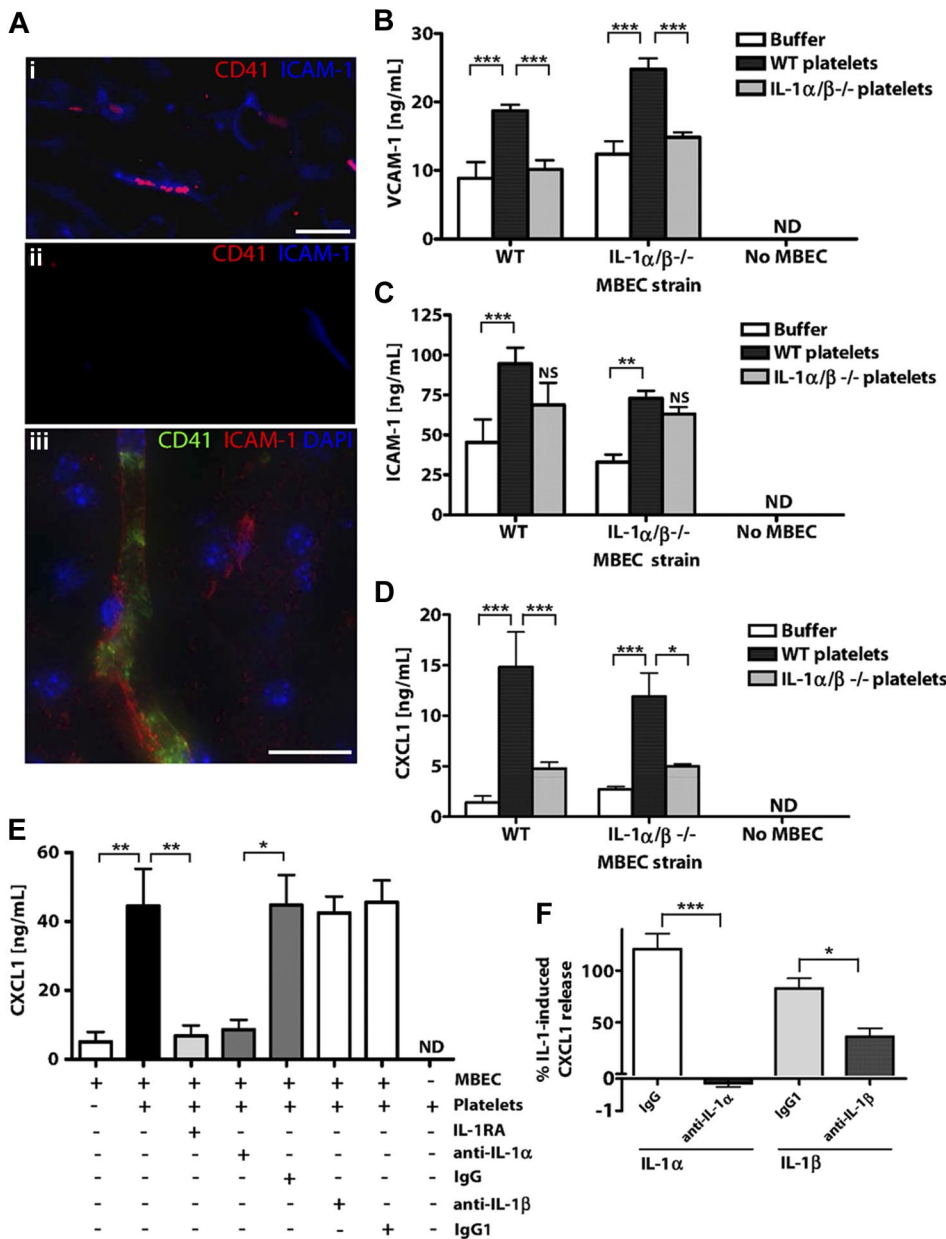 A
i
CD41 ICAM-1
ii
CD41 ICAM-1
iii
CD41 ICAM-1 DAPI
B
VCAM-1 [ng/mL]
30
20
10
0
*** ***
*** ***
Buffer
WT platelets
IL-1α/β-/- platelets
ND
WT IL-1α/β-/- No MBEC
MBEC strain
C
ICAM-1 [ng/mL]
125
100
75
50
25
0
***
NS
**
NS
Buffer
WT platelets
IL-1α/β -/- platelets
ND
WT IL-1α/β-/- No MBEC
MBEC strain
D
CXCL1 [ng/mL]
20
15
10
5
0
*** ***
*** *
Buffer
WT platelets
IL-1α/β -/- platelets
ND
WT IL-1α/β -/- No MBEC
MBEC strain
E
CXCL1 [ng/mL]
60
40
20
0
** **
*
ND
+ + + + + + + - MBEC
- + + + + + + + Platelets
- - + - - - - - IL-1RA
- - - + - - - - anti-IL-1α
- - - - + - - - IgG
- - - - - + - - anti-IL-1β
- - - - - - + - IgG1
F
% IL-1-induced
CXCL1 release
100
50
0
-1
***
*
IgG
anti-IL-1α
IgG1
anti-IL-1β
IL-1α
IL-1β